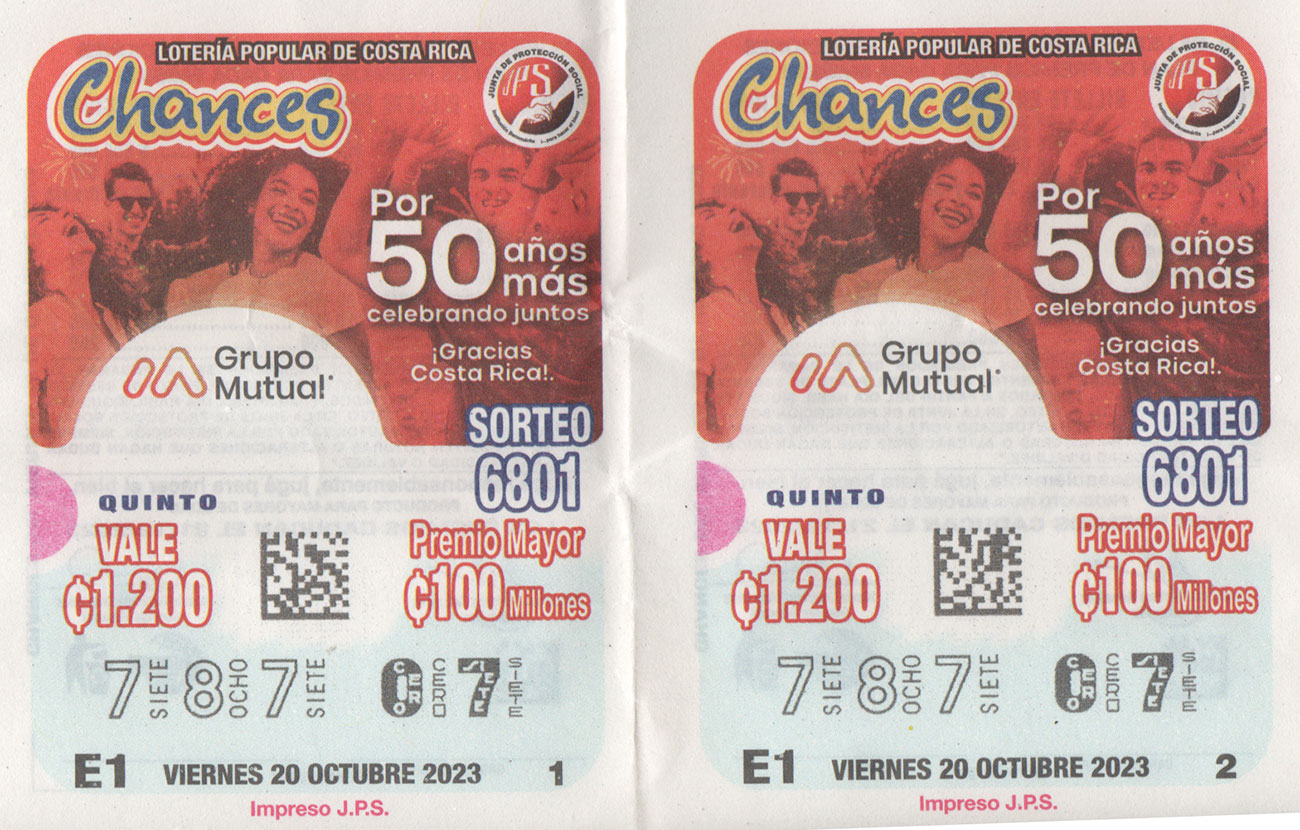 LOTERÍA POPULAR DE COSTA RICA
Chances
JUNTA DE PROTECCIÓN SOCIAL
JPS
Por
50 años
más
celebrando juntos
¡Gracias
Costa Rica!.
Grupo
Mutual
SORTEO
6801
QUINTO
VALE
₡1.200
Premio Mayor
₡100 Millones
7 SIETE 8 OCHO 7 SIETE 0 CERO CERO 7 SIETE SIETE
E1 VIERNES 20 OCTUBRE 2023 1
Impreso J.P.S.
LOTERÍA POPULAR DE COSTA RICA
Chances
JUNTA DE PROTECCIÓN SOCIAL
JPS
Por
50 años
más
celebrando juntos
¡Gracias
Costa Rica!.
Grupo
Mutual
SORTEO
6801
QUINTO
VALE
₡1.200
Premio Mayor
₡100 Millones
7 SIETE 8 OCHO 7 SIETE 0 CERO CERO 7 SIETE SIETE
E1 VIERNES 20 OCTUBRE 2023 2
Impreso J.P.S.